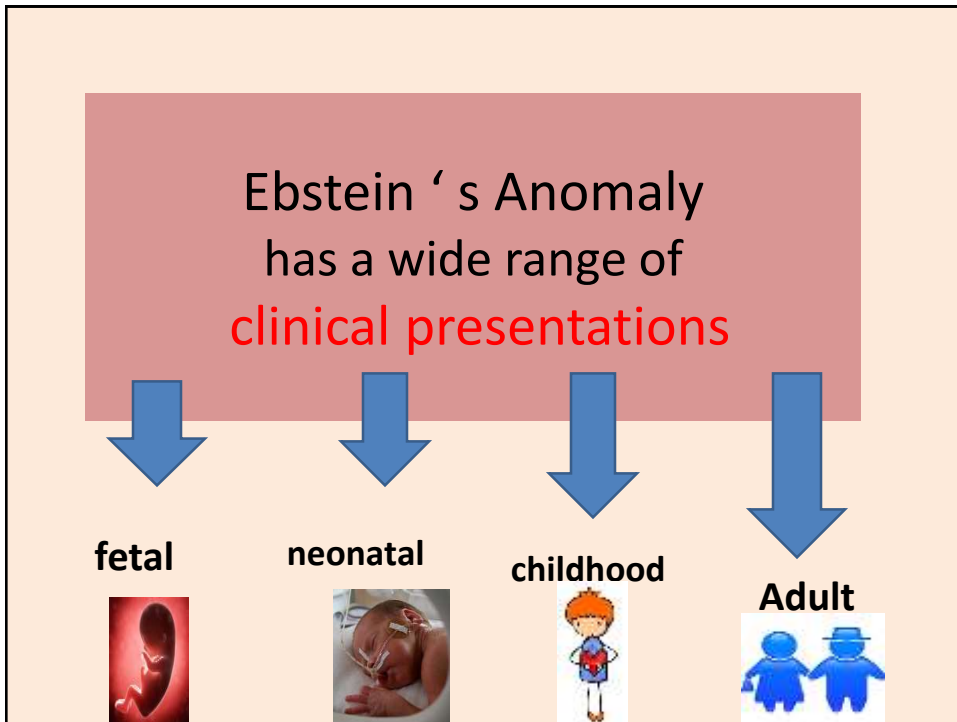 Ebstein ‘ s Anomaly
has a wide range of
clinical presentations
fetal
neonatal
childhood
Adult